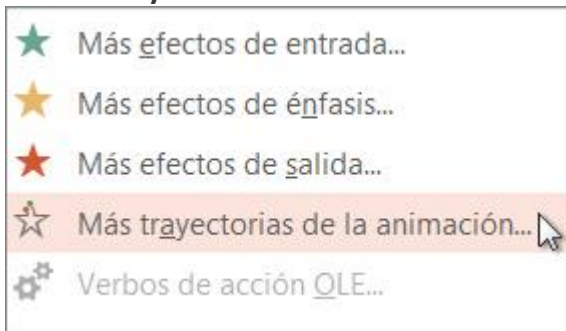 Más efectos de entrada...
Más efectos de énfasis...
Más efectos de salida...
Más trayectorias de la animación...
Verbos de acción OLE...